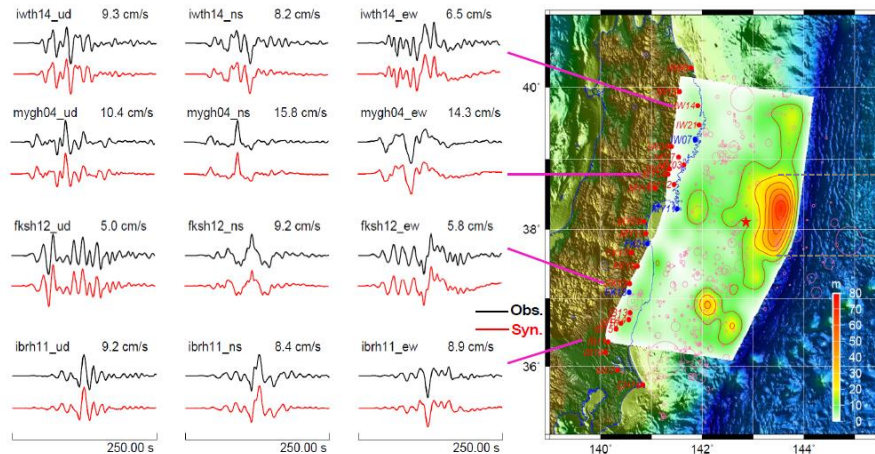 iwth14_ud 9.3 cm/s
iwth14_ns 8.2 cm/s
iwth14_ew 6.5 cm/s
mygh04_ud 10.4 cm/s
mygh04_ns 15.8 cm/s
mygh04_ew 14.3 cm/s
fksh12_ud 5.0 cm/s
fksh12_ns 9.2 cm/s
fksh12_ew 5.8 cm/s
Obs.
Syn.
ibrh11_ud 9.2 cm/s
ibrh11_ns 8.4 cm/s
ibrh11_ew 8.9 cm/s
250.00 s
250.00 s
250.00 s
40°
38°
36°
140°
142°
144°
IW21
m
80
70
60
50
40
30
20
10
0